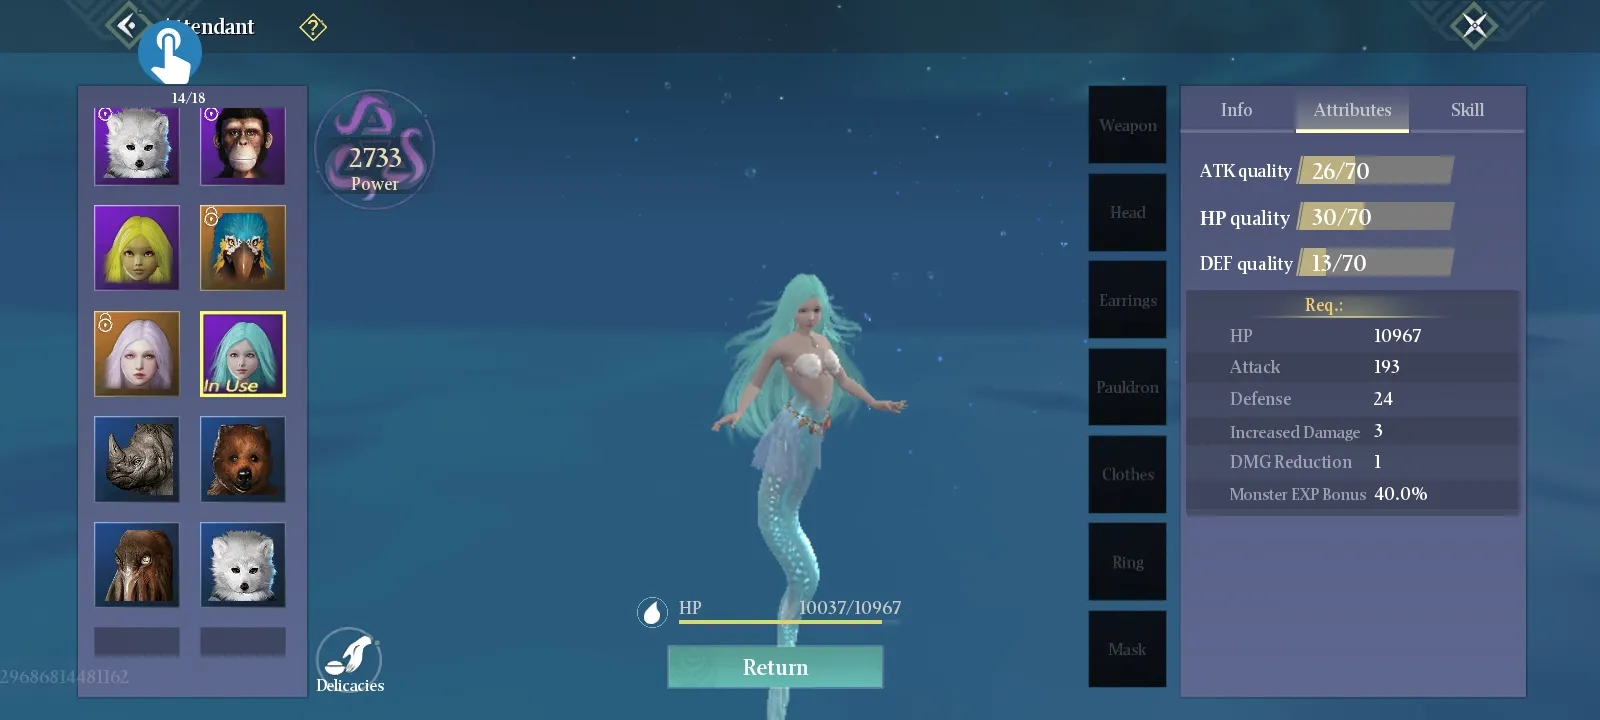 Attendant
?
14/18
2733
Power
In Use
29686814481162
Delicacies
HP 10037/10967
Return
Weapon
Head
Earrings
Pauldron
Clothes
Ring
Mask
Info Attributes Skill
ATK quality 26/70
HP quality 30/70
DEF quality 13/70
Req.:
HP 10967
Attack 193
Defense 24
Increased Damage 3
DMG Reduction 1
Monster EXP Bonus 40.0%